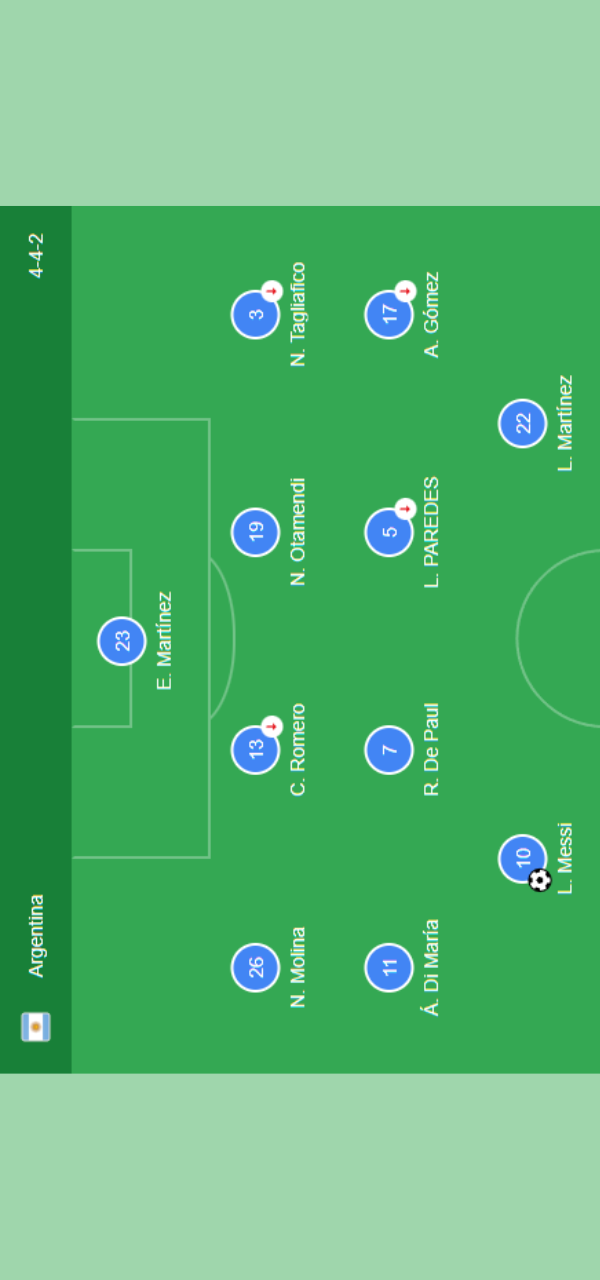 Argentina 4-4-2
23
E. Martínez
26 13 19 3
N. Molina C. Romero N. Otamendi N. Tagliafico
11 7 5 17
Á. Di María R. De Paul L. PAREDES A. Gómez
10 22
L. Messi L. Martínez